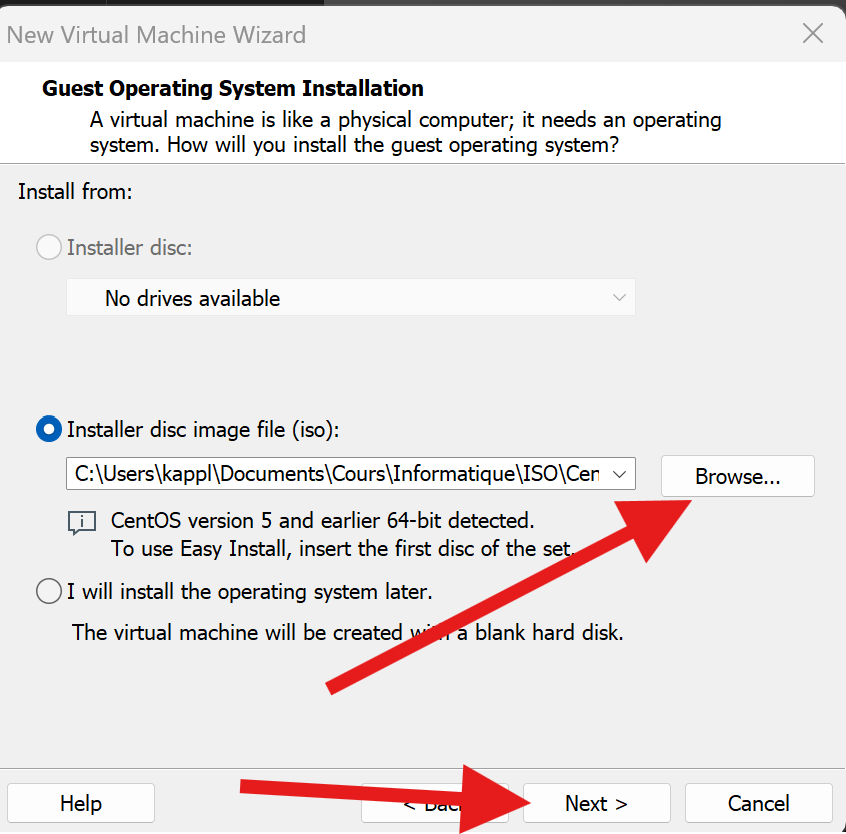 New Virtual Machine Wizard
Guest Operating System Installation
A virtual machine is like a physical computer; it needs an operating
system. How will you install the guest operating system?
Install from:
Installer disc:
No drives available
Installer disc image file (iso):
C:\Users\kappl\Documents\Cours\Informatique\ISO\Cen
Browse...
CentOS version 5 and earlier 64-bit detected.
To use Easy Install, insert the first disc of the set.
I will install the operating system later.
The virtual machine will be created with a blank hard disk.
Help
< Back
Next >
Cancel